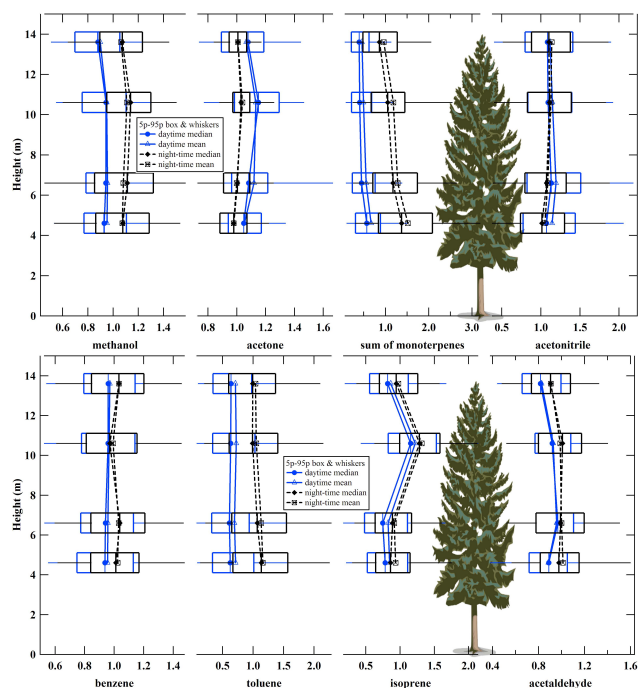 14
12
10
8
6
4
2
0
Height (m)
5p-95p box & whiskers
daytime median
daytime mean
night-time median
night-time mean
0.6 0.8 1.0 1.2 1.4
0.8 1.0 1.2 1.4 1.6
1.0 2.0 3.0
0.5 1.0 1.5 2.0
methanol
acetone
sum of monoterpenes
acetonitrile
14
12
10
8
6
4
2
0
Height (m)
5p-95p box & whiskers
daytime median
daytime mean
night-time median
night-time mean
0.6 0.8 1.0 1.2 1.4
0.5 1.0 1.5 2.0
0.5 1.0 1.5 2.0
0.4 0.8 1.2 1.6
benzene
toluene
isoprene
acetaldehyde